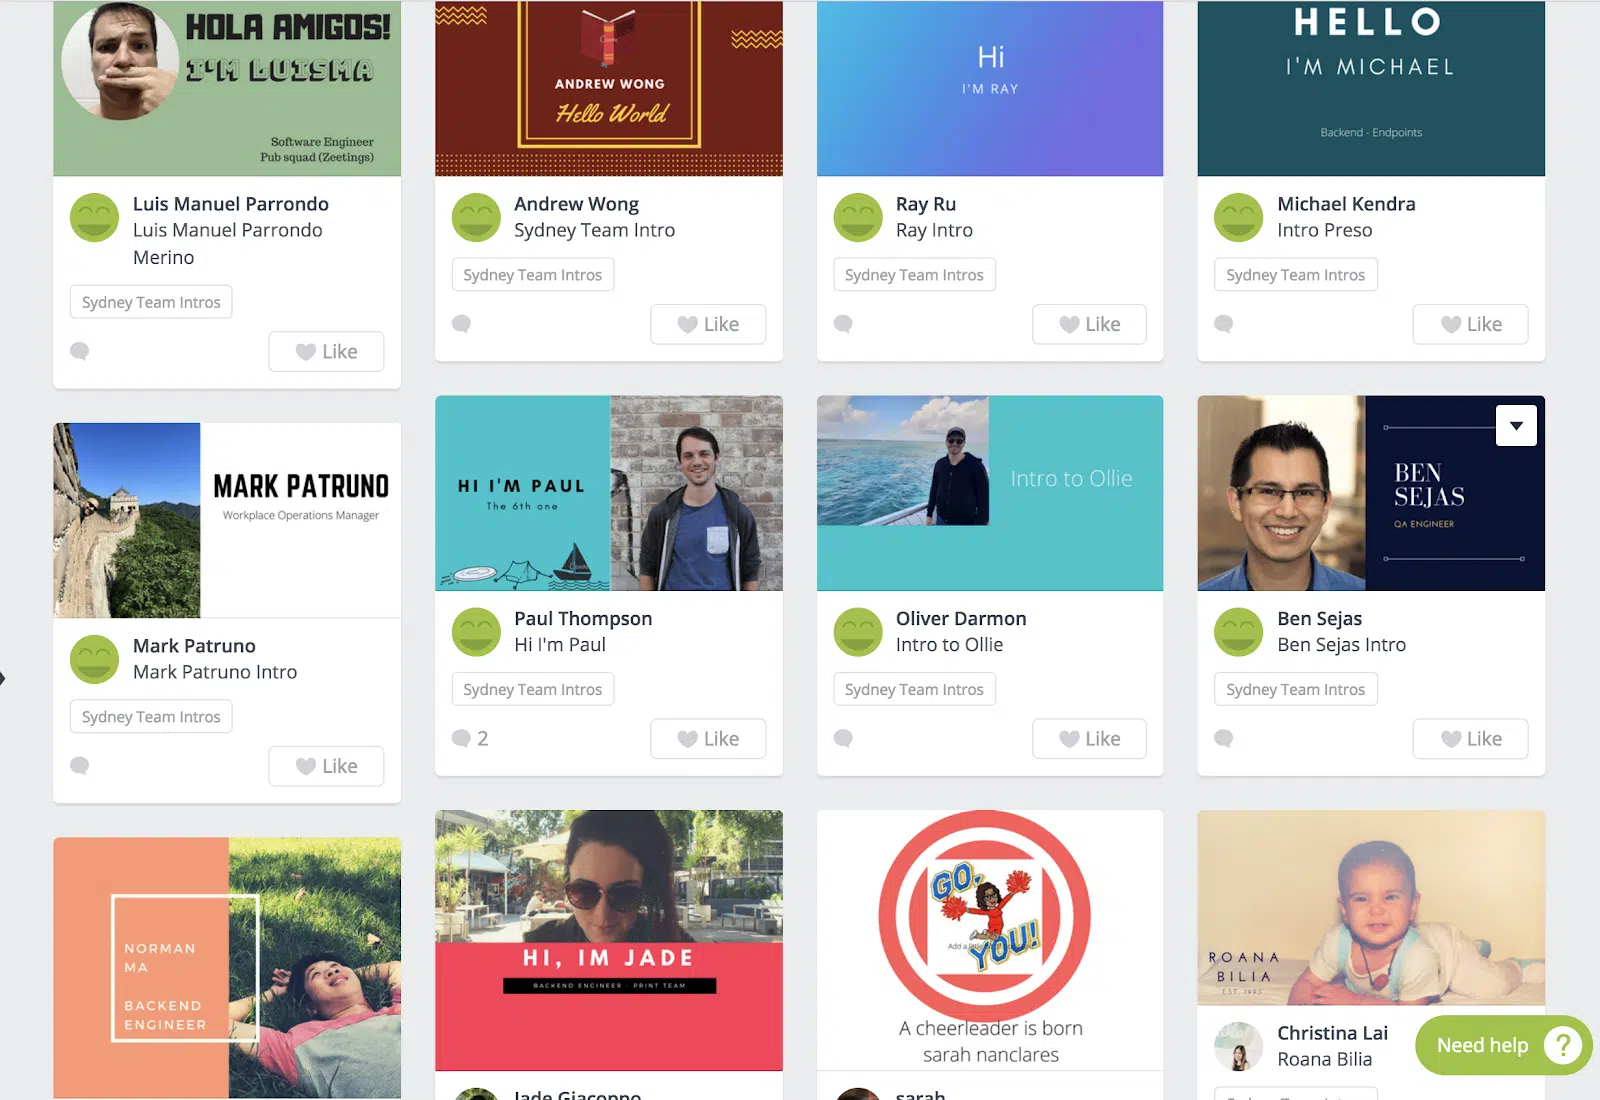 HOLA AMIGOS!
I'M LUISMA
Software Engineer
Pub squad (Zeetings)
Luis Manuel Parrondo
Luis Manuel Parrondo
Merino
Sydney Team Intros
Like
Canva
ANDREW WONG
Hello World
Andrew Wong
Sydney Team Intro
Sydney Team Intros
Like
Hi
I'M RAY
Ray Ru
Ray Intro
Sydney Team Intros
Like
HELLO
I'M MICHAEL
Backend - Endpoints
Michael Kendra
Intro Preso
Sydney Team Intros
Like
MARK PATRUNO
Workplace Operations Manager
Mark Patruno
Mark Patruno Intro
Sydney Team Intros
Like
HI I'M PAUL
The 6th one
Canva
Paul Thompson
Hi I'm Paul
Sydney Team Intros
2
Like
Intro to Ollie
Oliver Darmon
Intro to Ollie
Sydney Team Intros
Like
BEN
SEJAS
QA ENGINEER
Ben Sejas
Ben Sejas Intro
Sydney Team Intros
Like
NORMAN
MA
BACKEND
ENGINEER
HI, IM JADE
BACKEND ENGINEER - PRINT TEAM
Jade Giacoppo
GO,
YOU!
Add a little
A cheerleader is born
sarah nanclares
sarah
ROANA
BILIA
EST. 1993
Christina Lai
Roana Bilia
Sydney Team Intros
Need help ?